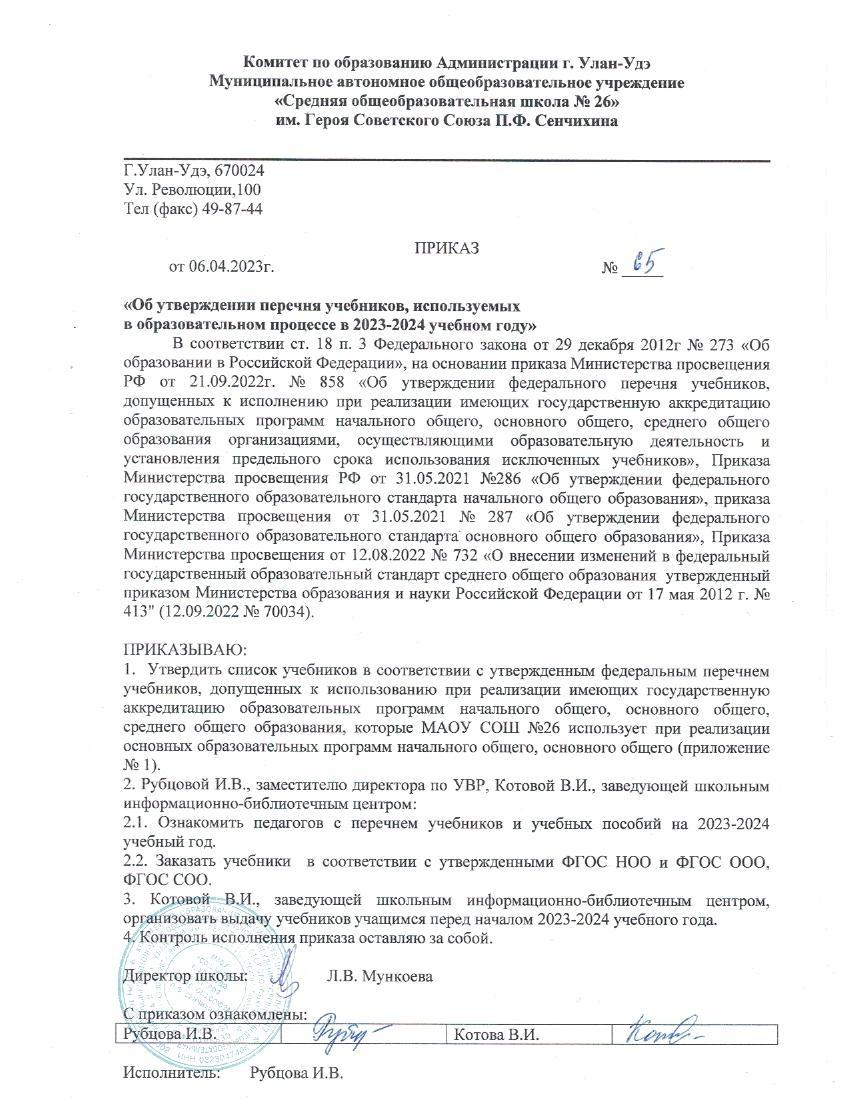 Комитет по образованию Администрации г. Улан-Удэ
Муниципальное автономное общеобразовательное учреждение
«Средняя общеобразовательная школа № 26»
им. Героя Советского Союза П.Ф. Сенчихина
Г.Улан-Удэ, 670024
Ул. Революции,100
Тел (факс) 49-87-44
ПРИКАЗ
от 06.04.2023г. № 65
«Об утверждении перечня учебников, используемых
в образовательном процессе в 2023-2024 учебном году»
В соответствии ст. 18 п. 3 Федерального закона от 29 декабря 2012г № 273 «Об
образовании в Российской Федерации», на основании приказа Министерства просвещения
РФ от 21.09.2022г. № 858 «Об утверждении федерального перечня учебников,
допущенных к исполнению при реализации имеющих государственную аккредитацию
образовательных программ начального общего, основного общего, среднего общего
образования организациями, осуществляющими образовательную деятельность и
установления предельного срока использования исключенных учебников», Приказа
Министерства просвещения РФ от 31.05.2021 №286 «Об утверждении федерального
государственного образовательного стандарта начального общего образования», приказа
Министерства просвещения от 31.05.2021 № 287 «Об утверждении федерального
государственного образовательного стандарта основного общего образования», Приказа
Министерства просвещения от 12.08.2022 № 732 «О внесении изменений в федеральный
государственный образовательный стандарт среднего общего образования утвержденный
приказом Министерства образования и науки Российской Федерации от 17 мая 2012 г. №
413" (12.09.2022 № 70034).
ПРИКАЗЫВАЮ:
1. Утвердить список учебников в соответствии с утвержденным федеральным перечнем
учебников, допущенных к использованию при реализации имеющих государственную
аккредитацию образовательных программ начального общего, основного общего,
среднего общего образования, которые МАОУ СОШ №26 использует при реализации
основных образовательных программ начального общего, основного общего (приложение
№ 1).
2. Рубцовой И.В., заместителю директора по УВР, Котовой В.И., заведующей школьным
информационно-библиотечным центром:
2.1. Ознакомить педагогов с перечнем учебников и учебных пособий на 2023-2024
учебный год.
2.2. Заказать учебники в соответствии с утвержденными ФГОС НОО и ФГОС ООО,
ФГОС СОО.
3. Котовой В.И., заведующей школьным информационно-библиотечным центром,
организовать выдачу учебников учащимся перед началом 2023-2024 учебного года.
4. Контроль исполнения приказа оставляю за собой.
Директор школы: Л.В. Мункоева
С приказом ознакомлены:
Рубцова И.В. Котова В.И.
Исполнитель: Рубцова И.В.